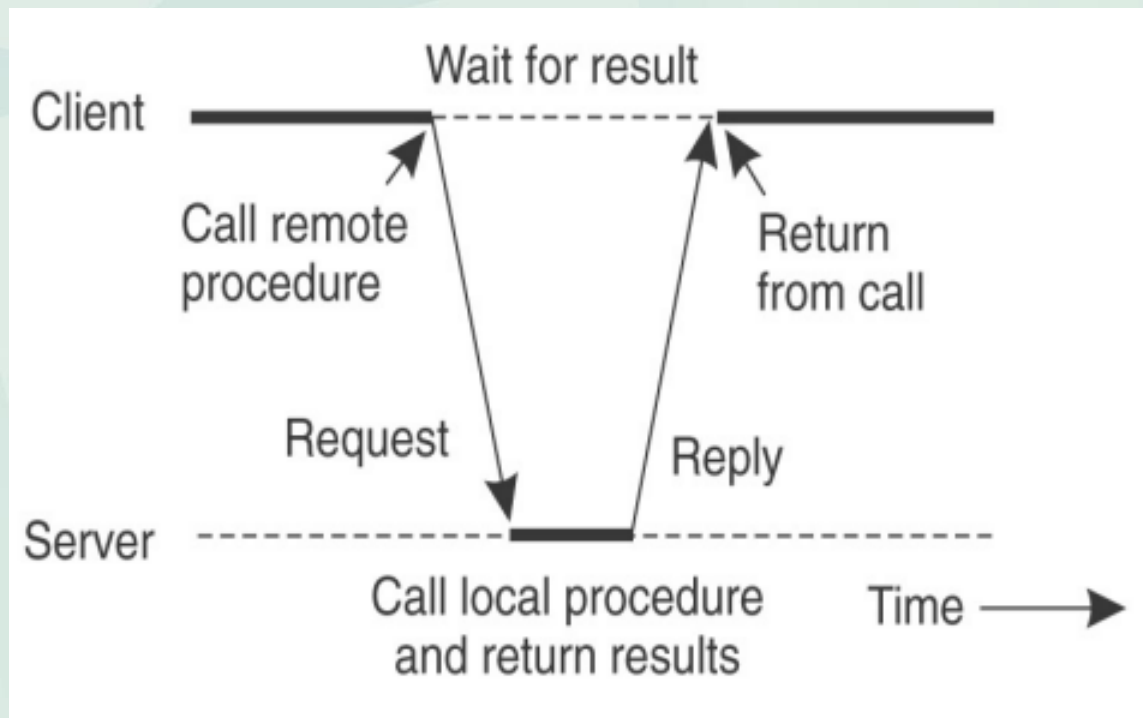 Wait for result
Client
Call remote
procedure
Return
from call
Request
Reply
Server
Call local procedure
and return results
Time